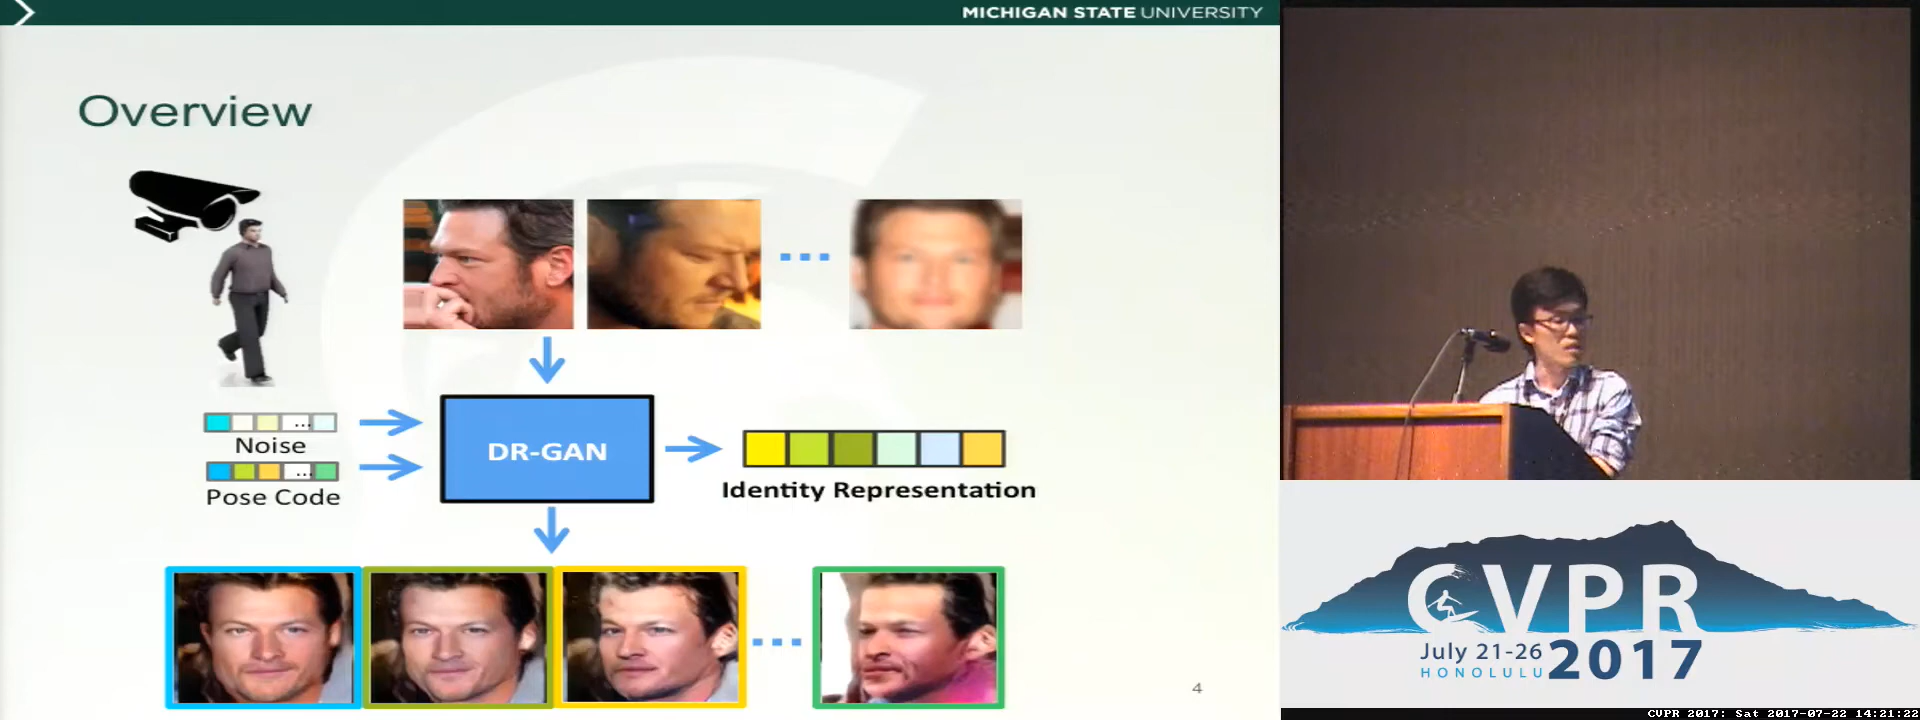 MICHIGAN STATE UNIVERSITY
Overview
...
Noise
...
Pose Code
DR-GAN
Identity Representation
4
CVPR
July 21-26
HONOLULU
2017
CVPR 2017: Sat 2017-07-22 14:21:22